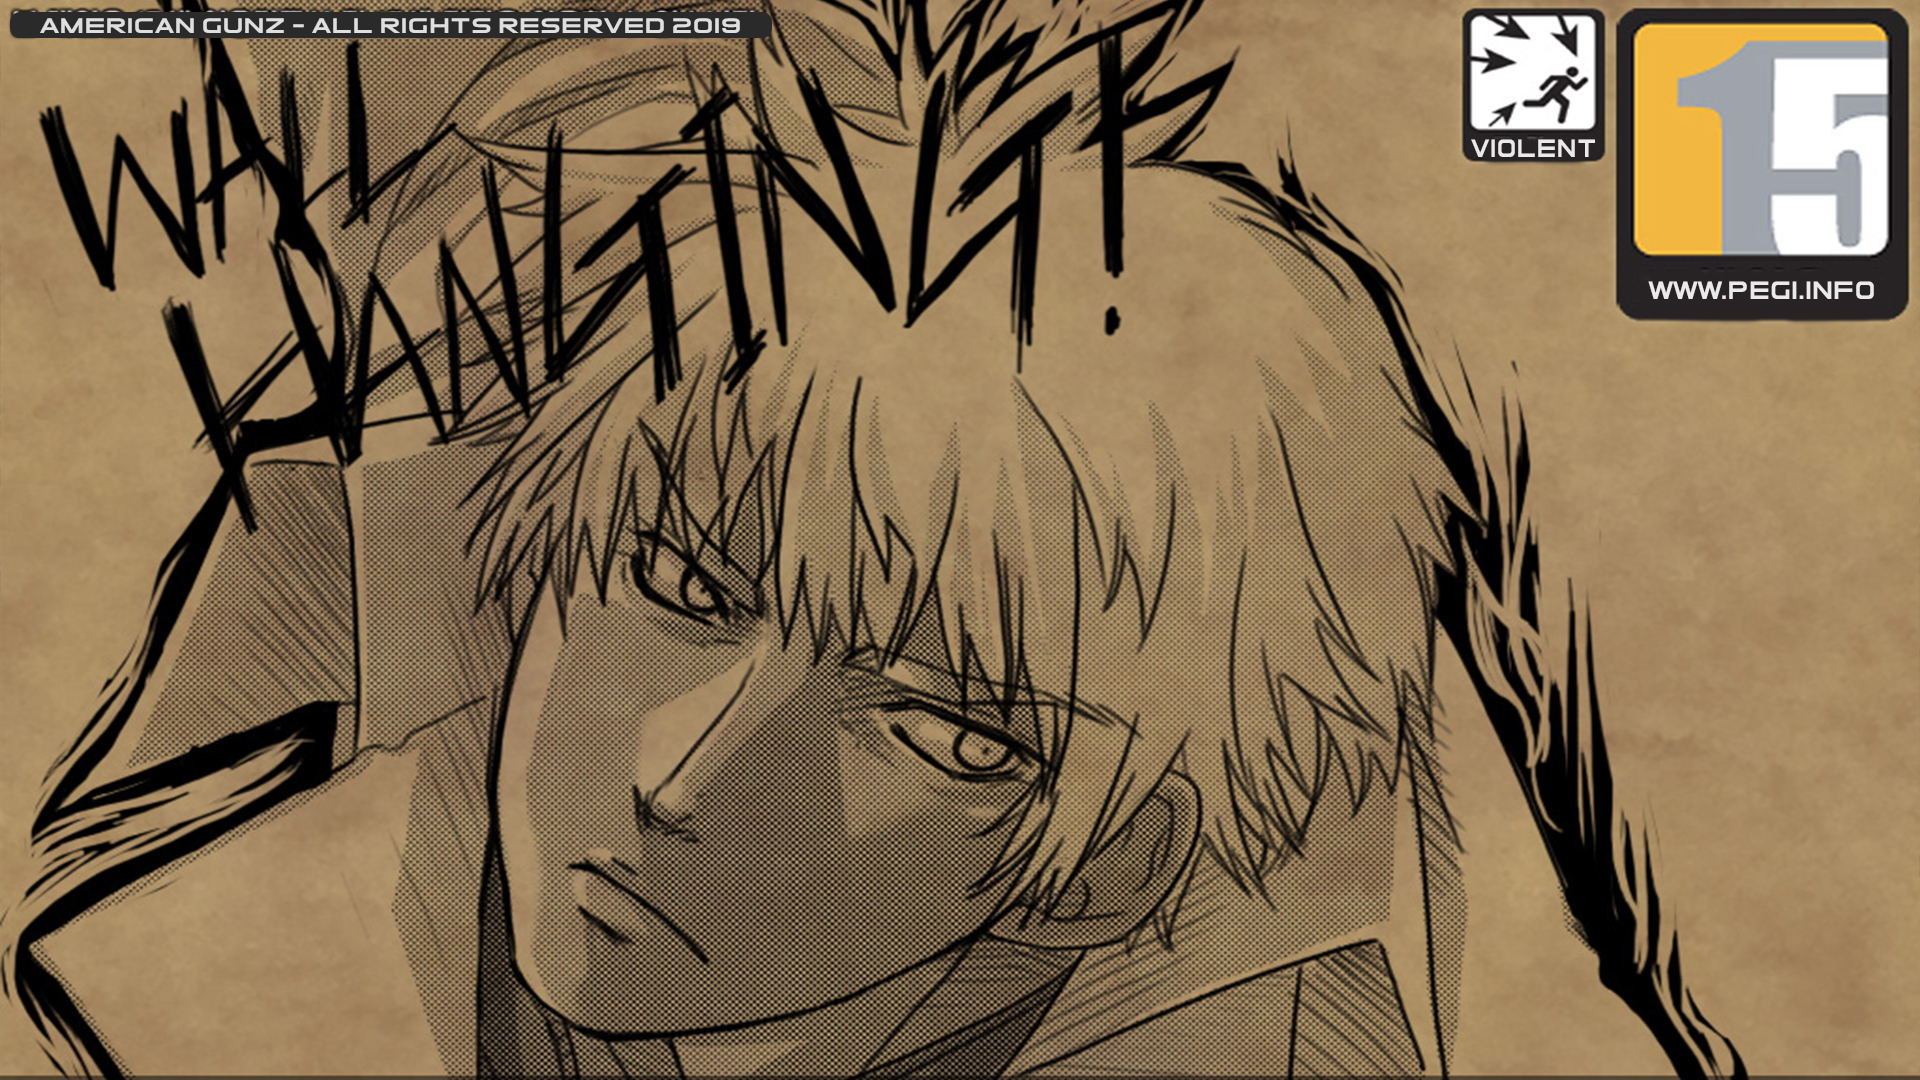 AMERICAN GUNZ - ALL RIGHTS RESERVED 2019
WALL
HANGING!
VIOLENT
15
WWW.PEGI.INFO